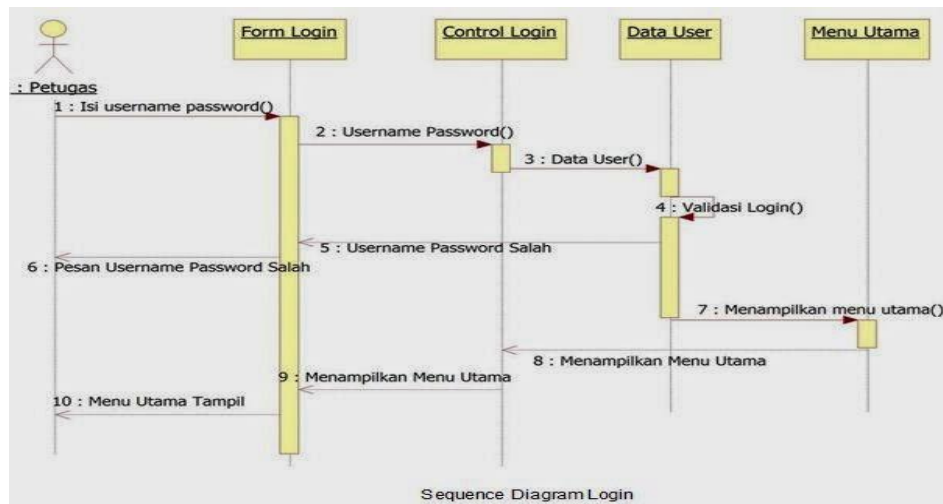 Form Login
Control Login
Data User
Menu Utama
: Petugas
1 : Isi username password()
2 : Username Password()
3 : Data User()
4 : Validasi Login()
5 : Username Password Salah
6 : Pesan Username Password Salah
7 : Menampilkan menu utama()
8 : Menampilkan Menu Utama
9 : Menampilkan Menu Utama
10 : Menu Utama Tampil
Sequence Diagram Login